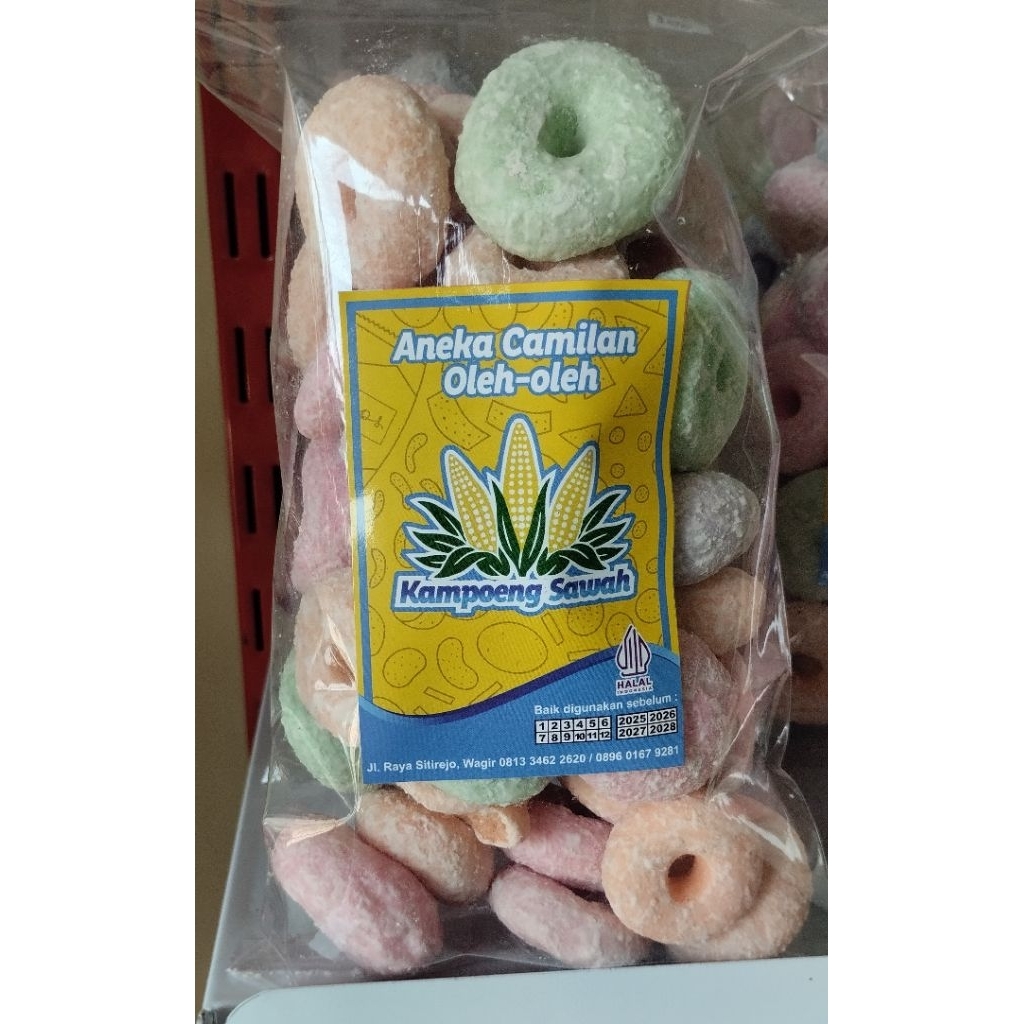 Aneka Camilan
Oleh-oleh
Kampoeng Sawah
HALAL
INDONESIA
Baik digunakan sebelum :
1 2 3 4 5 6 2025 2026
7 8 9 10 11 12 2027 2028
Jl. Raya Sitirejo, Wagir 0813 3462 2620 / 0896 0167 9281